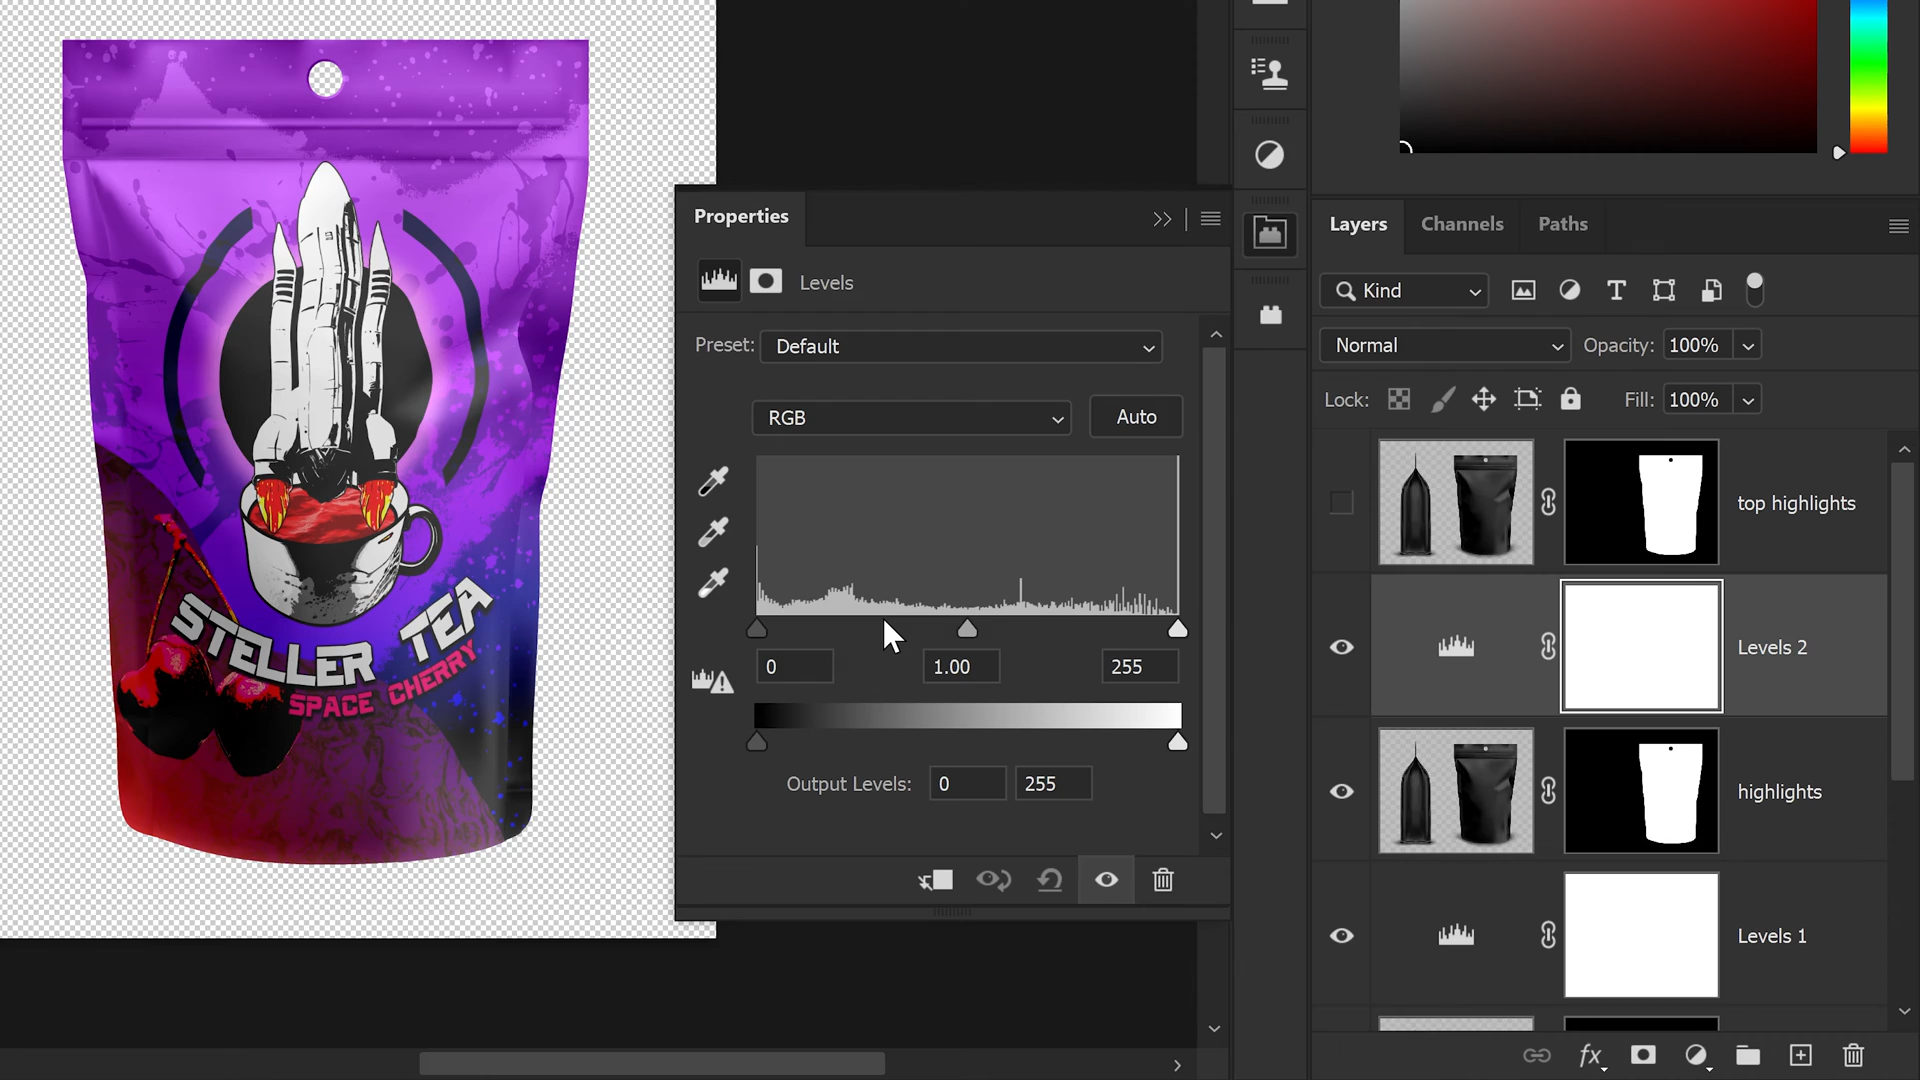 STELLER TEA
SPACE CHERRY
Properties
Levels
Preset:
Default
RGB
Auto
0
1.00
255
Output Levels:
0
255
Layers
Channels
Paths
Kind
Normal
Opacity:
100%
Lock:
Fill:
100%
top highlights
Levels 2
highlights
Levels 1
fx